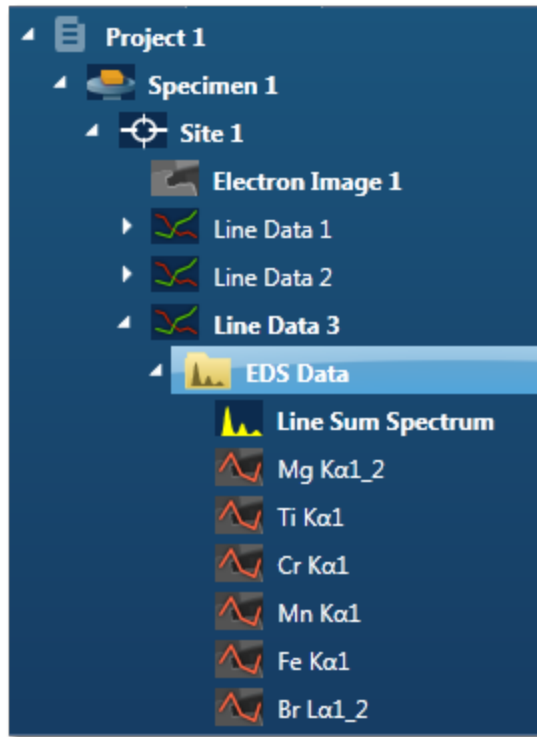 Project 1
Specimen 1
Site 1
Electron Image 1
Line Data 1
Line Data 2
Line Data 3
EDS Data
Line Sum Spectrum
Mg Kα1_2
Ti Kα1
Cr Kα1
Mn Kα1
Fe Kα1
Br Lα1_2